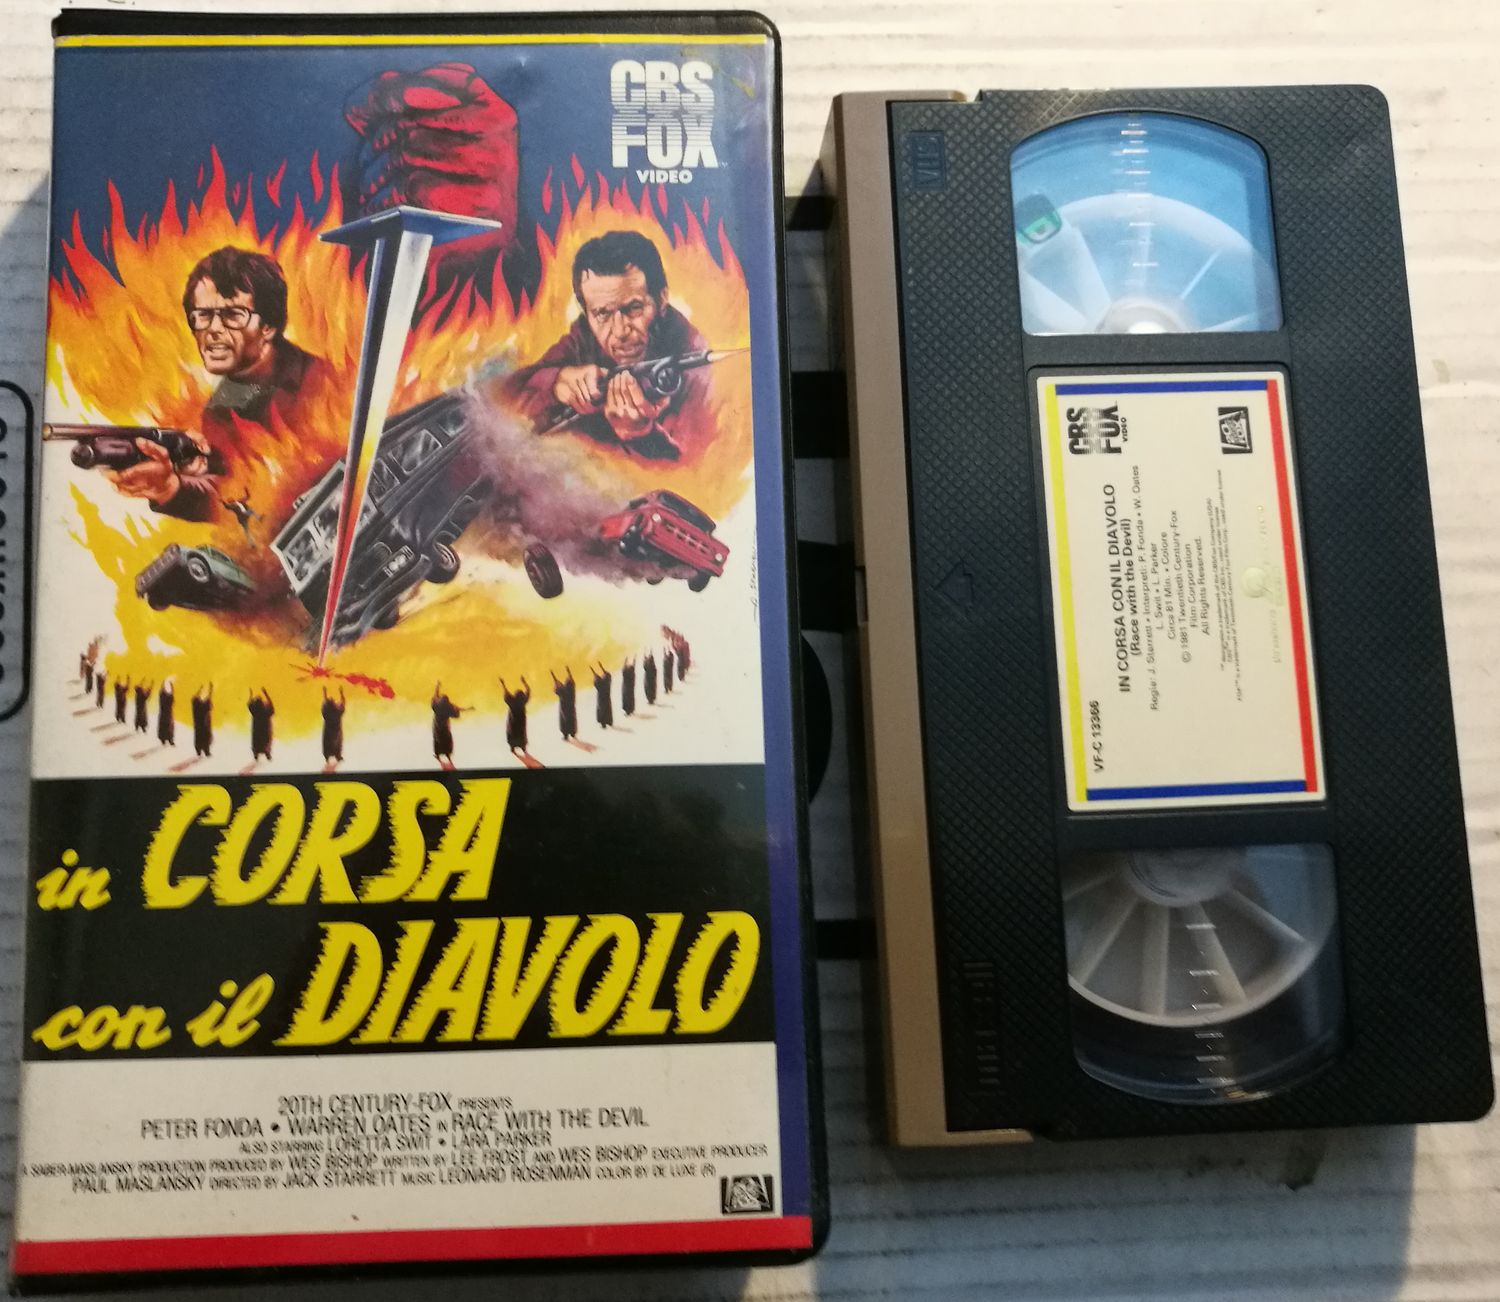 CBS
FOX
VIDEO
in CORSA
con il DIAVOLO
20TH CENTURY-FOX PRESENTS
PETER FONDA • WARREN OATES IN RACE WITH THE DEVIL
ALSO STARRING LORETTA SWIT • LARA PARKER
A SABER-MASLANSKY PRODUCTION PRODUCED BY WES BISHOP WRITTEN BY LEE FROST AND WES BISHOP EXECUTIVE PRODUCER
PAUL MASLANSKY DIRECTED BY JACK STARRETT MUSIC LEONARD ROSENMAN COLOR BY DE LUXE (R)
VHS
CBS
FOX
VIDEO
VF-C 13366
IN CORSA CON IL DIAVOLO
(Race with the Devil)
Regie: J. Sterrett • Interpreti: P. Fonda • W. Oates
L. Swit • L. Parker
Circa 81 Min. • Colore
© 1981 Twentieth Century-Fox
Film Corporation
All Rights Reserved.